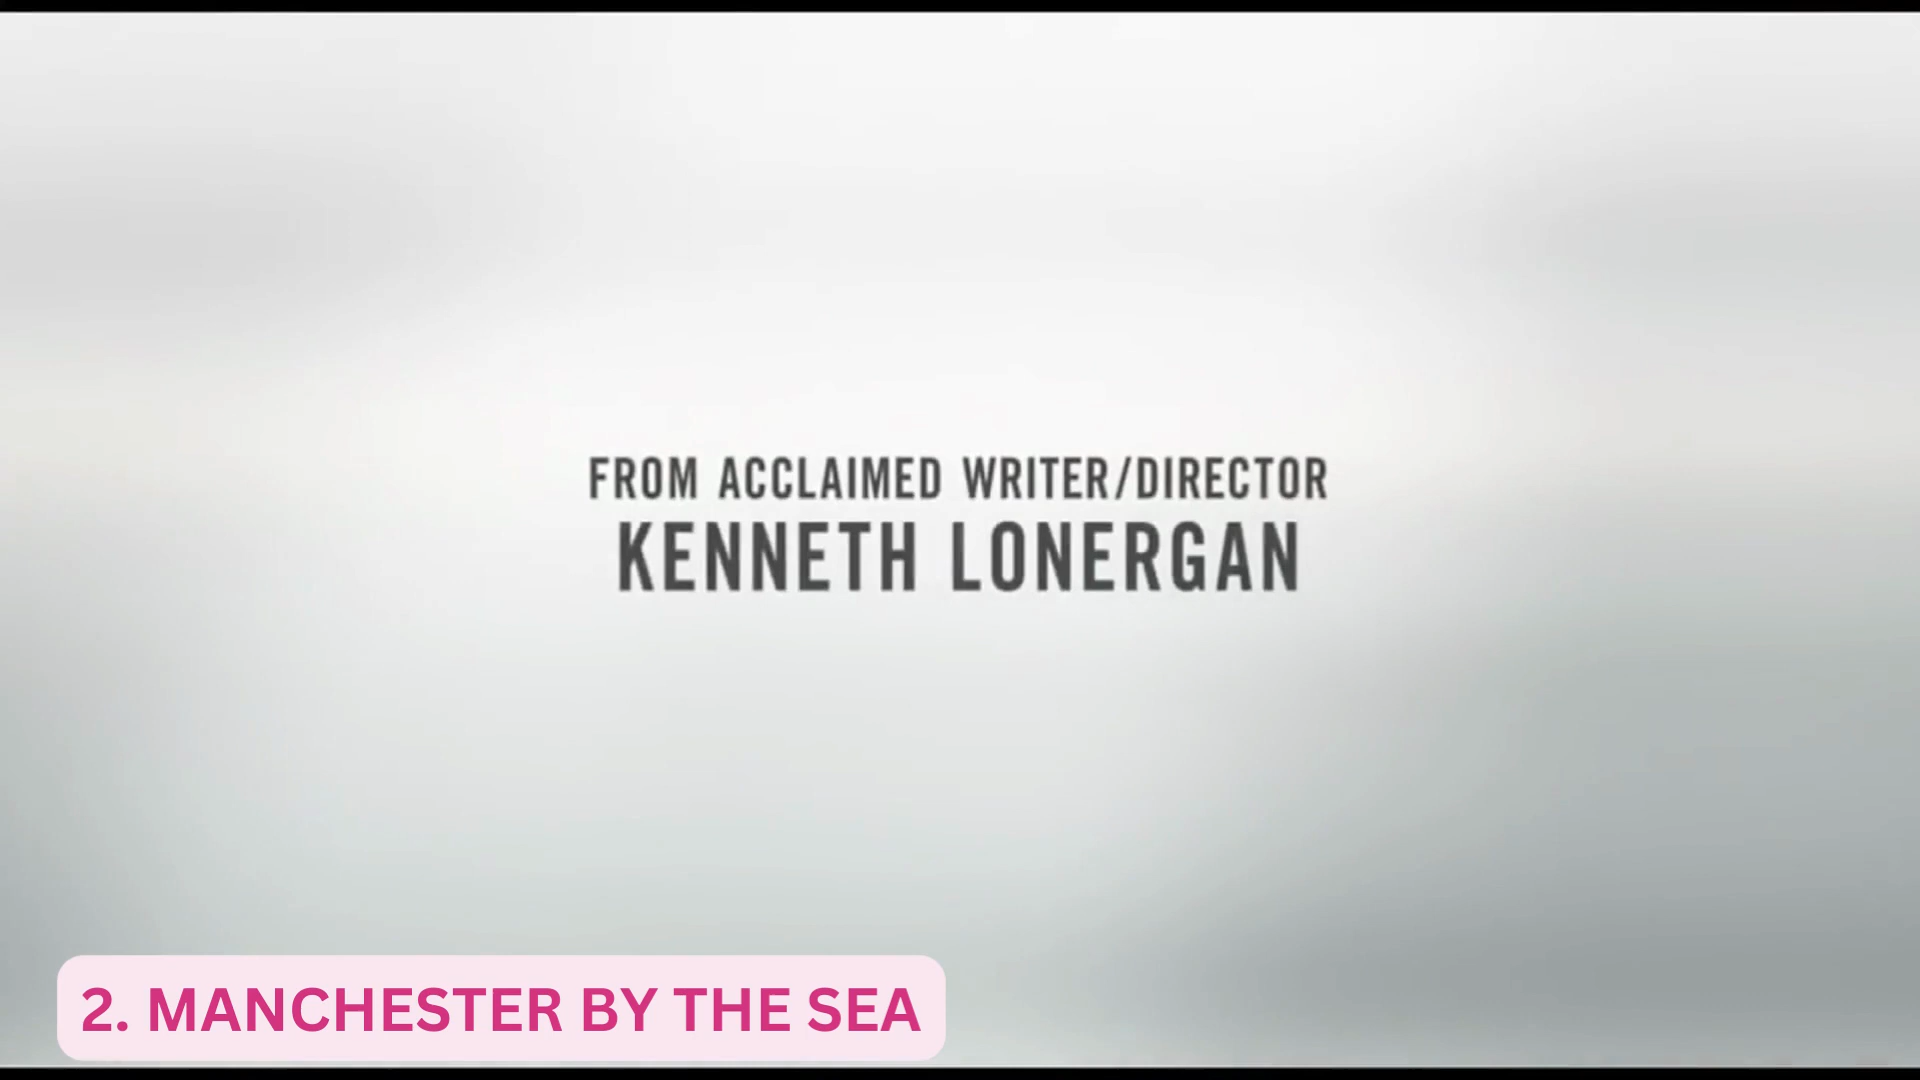 FROM ACCLAIMED WRITER/DIRECTOR
KENNETH LONERGAN
2. MANCHESTER BY THE SEA